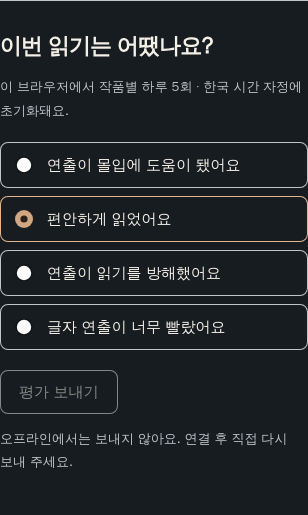 이번 읽기는 어땠나요?
이 브라우저에서 작품별 하루 5회 · 한국 시간 자정에
초기화돼요.
연출이 몰입에 도움이 됐어요
편안하게 읽었어요
연출이 읽기를 방해했어요
글자 연출이 너무 빨랐어요
평가 보내기
오프라인에서는 보내지 않아요. 연결 후 직접 다시
보내 주세요.